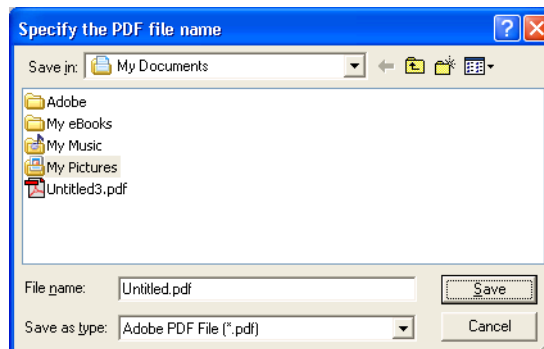 Specify the PDF file name
Save in: My Documents
Adobe
My eBooks
My Music
My Pictures
Untitled3.pdf
File name: Untitled.pdf Save
Save as type: Adobe PDF File (*.pdf) Cancel